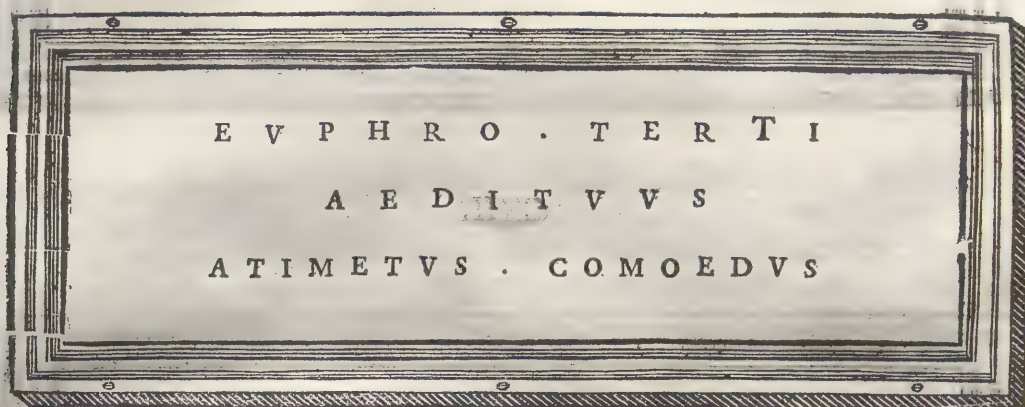 EVPHRO . TERTI
AEDITVVS
ATIMETVS . COMOEDVS